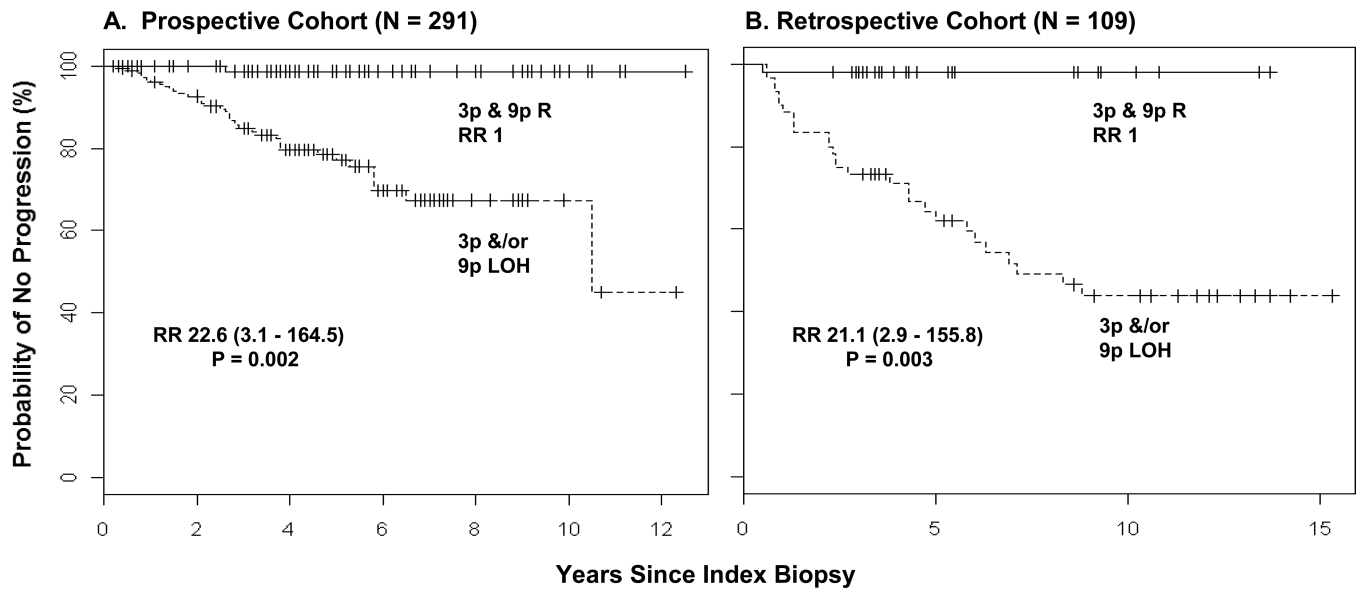 A. Prospective Cohort (N = 291)
B. Retrospective Cohort (N = 109)
Probability of No Progression (%)
100
80
60
40
20
0
3p & 9p R
RR 1
3p &/or
9p LOH
RR 22.6 (3.1 - 164.5)
P = 0.002
0 2 4 6 8 10 12
3p & 9p R
RR 1
3p &/or
9p LOH
RR 21.1 (2.9 - 155.8)
P = 0.003
0 5 10 15
Years Since Index Biopsy